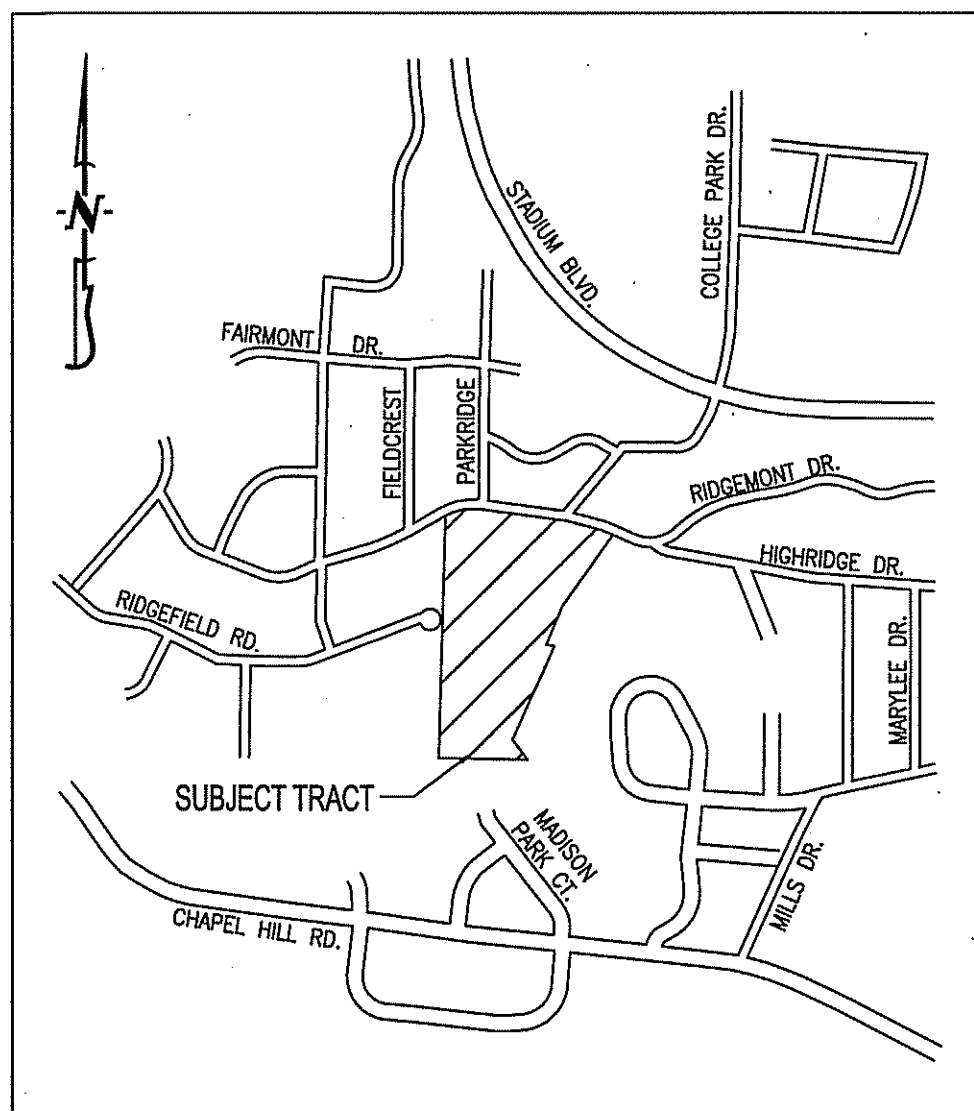 N
STADIUM BLVD.
COLLEGE PARK DR.
FAIRMONT DR.
FIELDCREST
PARKRIDGE
RIDGEMONT DR.
HIGHRIDGE DR.
RIDGEFIELD RD.
MARYLEE DR.
SUBJECT TRACT
MADISON
PARK CT.
MILLS DR.
CHAPEL HILL RD.